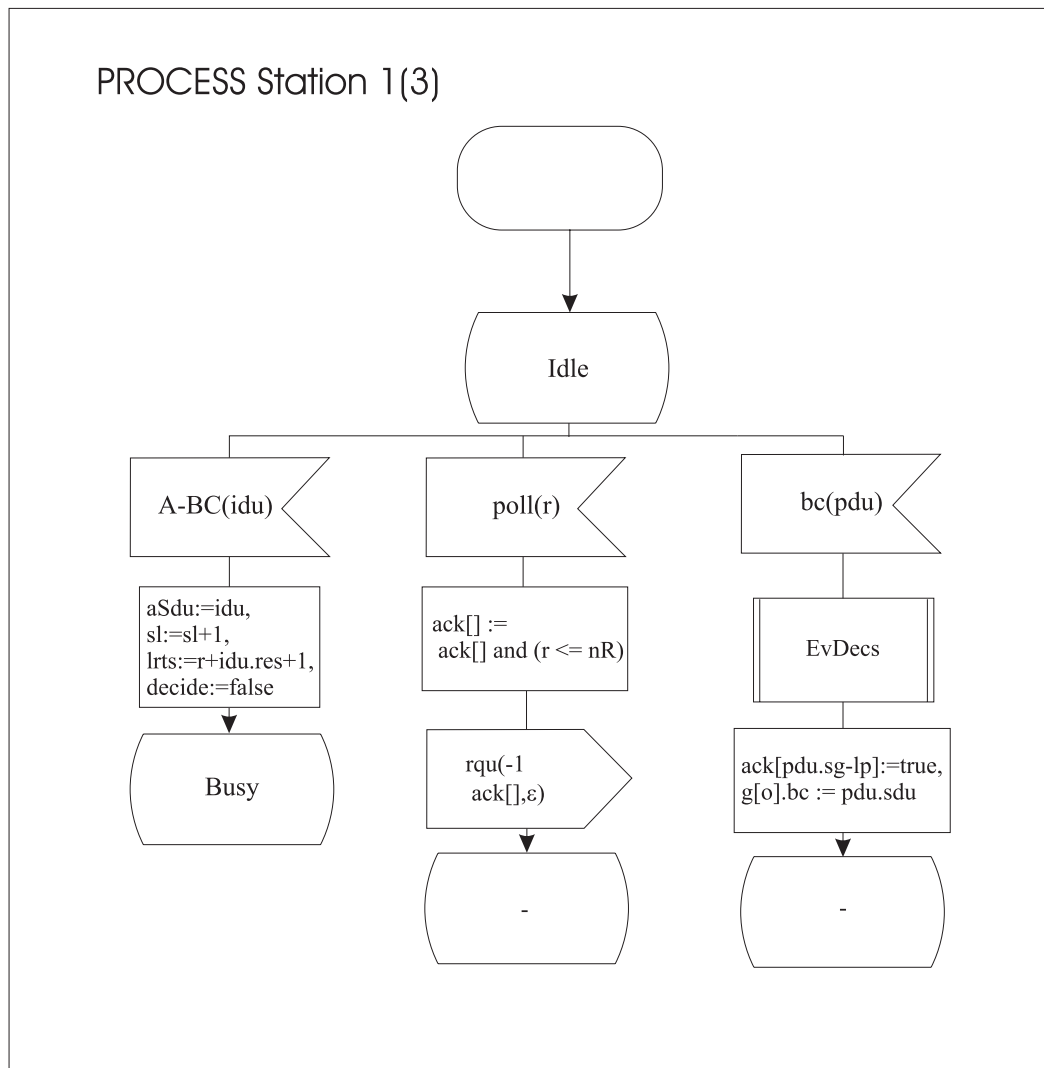 PROCESS Station 1(3)
Idle
A-BC(idu)
poll(r)
bc(pdu)
aSdu:=idu,
sl:=sl+1,
lrts:=r+idu.res+1,
decide:=false
ack[] :=
ack[] and (r <= nR)
EvDecs
Busy
rqu(-1
ack[],ε)
ack[pdu.sg-lp]:=true,
g[o].bc := pdu.sdu
-
-